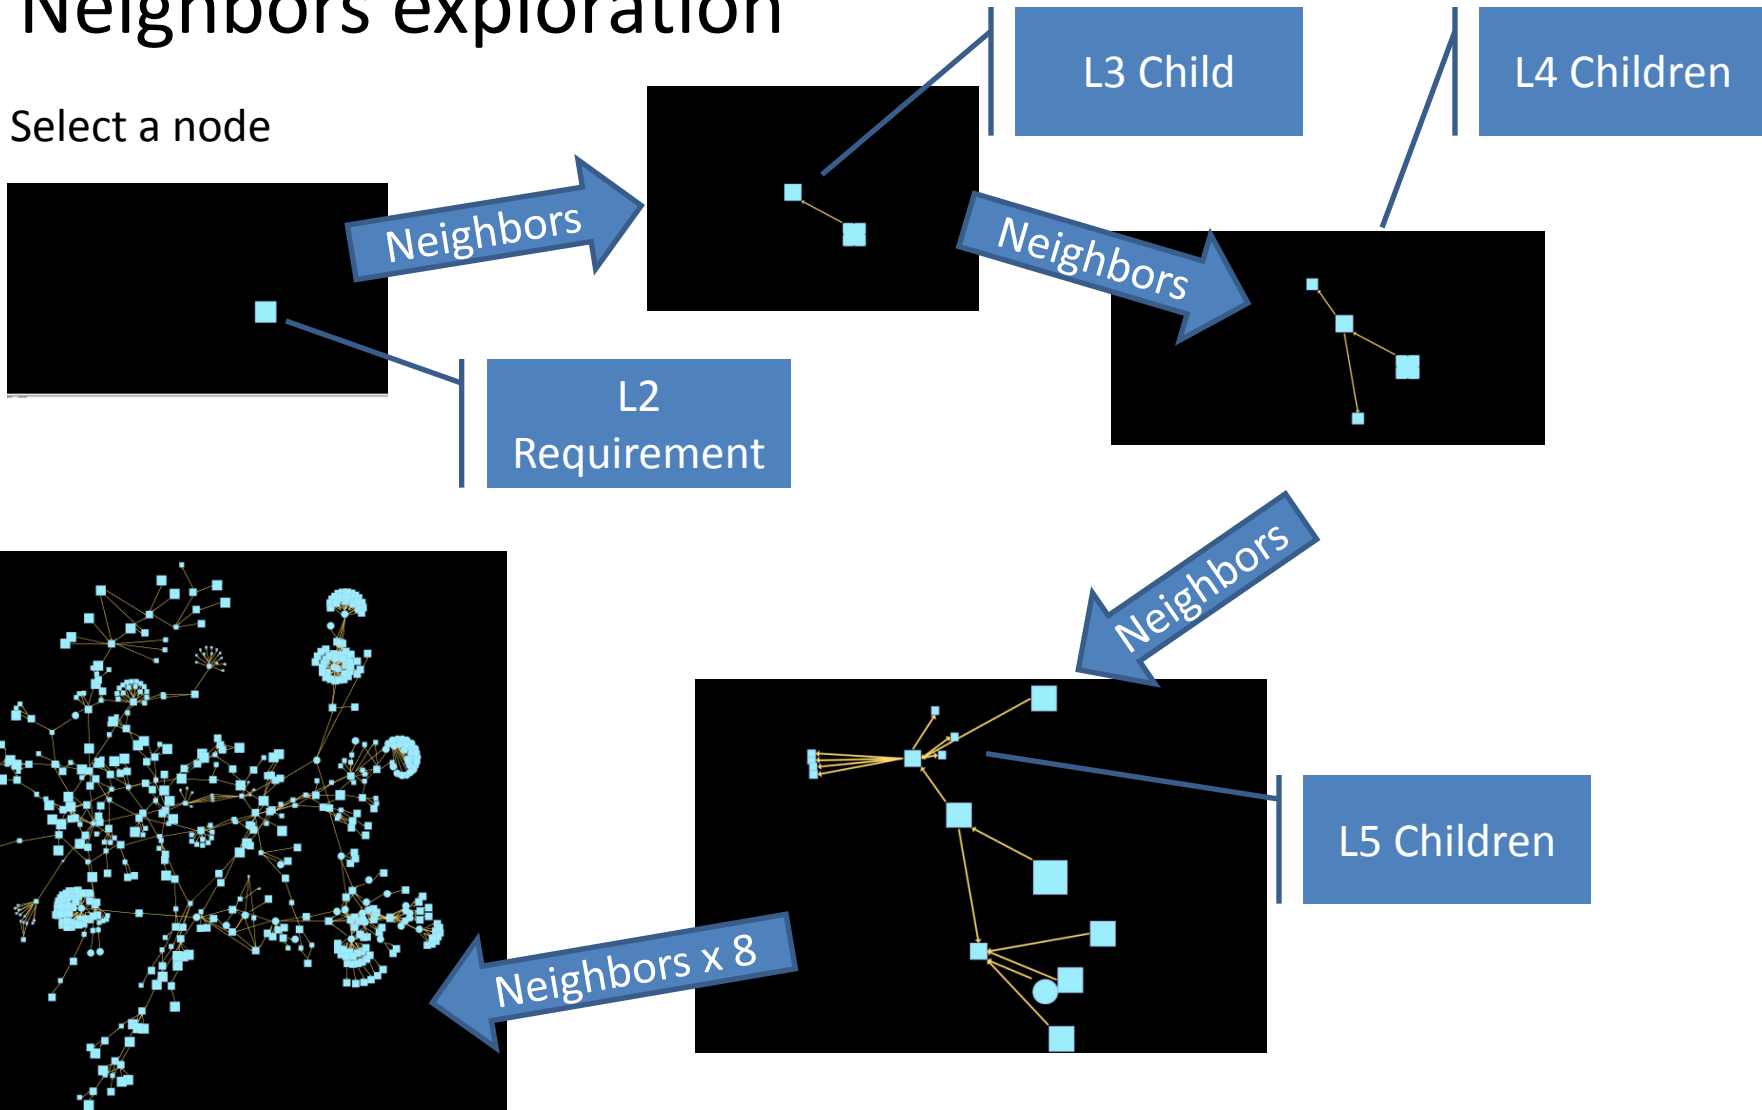 Neighbors exploration
Select a node
L3 Child
L4 Children
Neighbors
Neighbors
L2
Requirement
Neighbors
L5 Children
Neighbors x 8